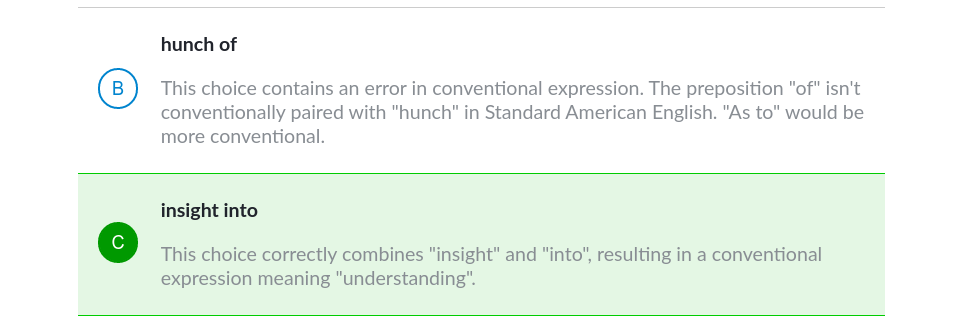 hunch of
B
This choice contains an error in conventional expression. The preposition "of" isn't
conventionally paired with "hunch" in Standard American English. "As to" would be
more conventional.
insight into
C
This choice correctly combines "insight" and "into", resulting in a conventional
expression meaning "understanding".